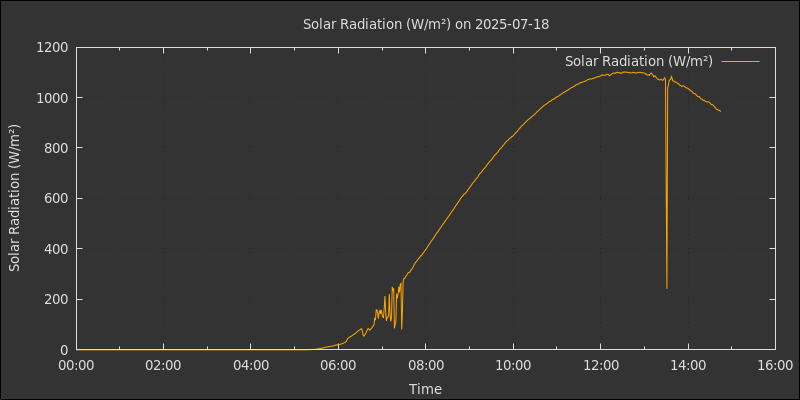 Solar Radiation (W/m²) on 2025-07-18
Solar Radiation (W/m²)
Solar Radiation (W/m²)
1200
1000
800
600
400
200
0
00:00 02:00 04:00 06:00 08:00 10:00 12:00 14:00 16:00
Time